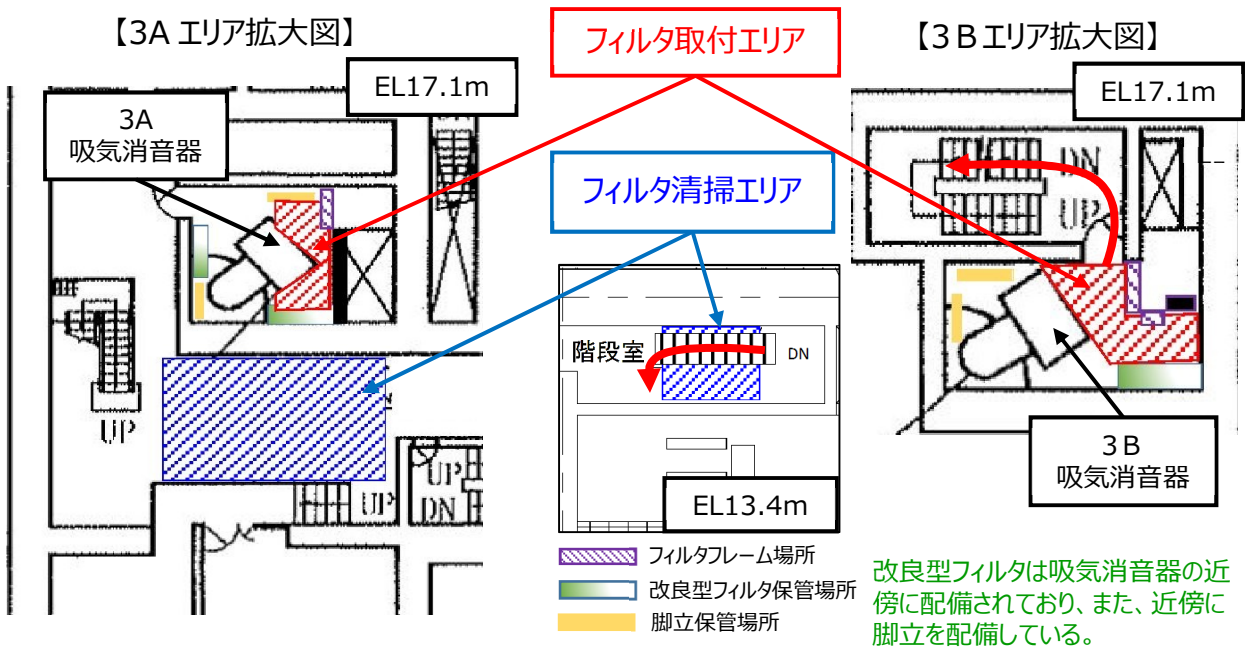 【3A エリア拡大図】
フィルタ取付エリア
【3Bエリア拡大図】
EL17.1m
EL17.1m
3A
吸気消音器
DN
UP
フィルタ清掃エリア
階段室
DN
UP
UP
DN
UP
3B
吸気消音器
EL13.4m
フィルタフレーム場所
改良型フィルタ保管場所
脚立保管場所
改良型フィルタは吸気消音器の近
傍に配備されており、また、近傍に
脚立を配備している。